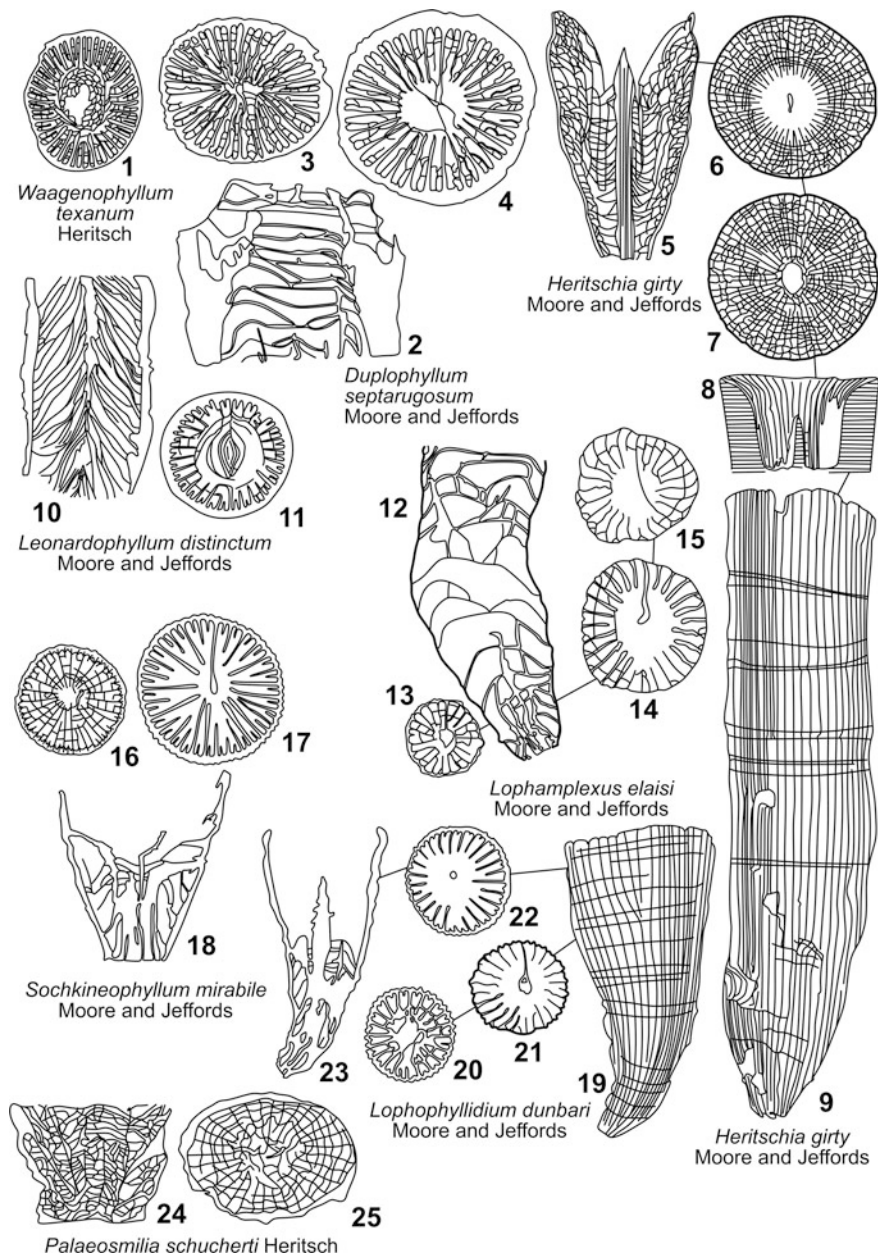 1
Waagenophyllum
texanum
Heritsch
3
4
2
Duplophyllum
septarugosum
Moore and Jeffords
5
6
Heritschia girty
Moore and Jeffords
7
8
10
11
Leonardophyllum distinctum
Moore and Jeffords
12
15
14
13
Lophamplexus elaisi
Moore and Jeffords
16
17
18
Sochkineophyllum mirabile
Moore and Jeffords
22
23
20
21
19
Lophophyllidium dunbari
Moore and Jeffords
9
Heritschia girty
Moore and Jeffords
24
25
Palaeosmilia schucherti Heritsch